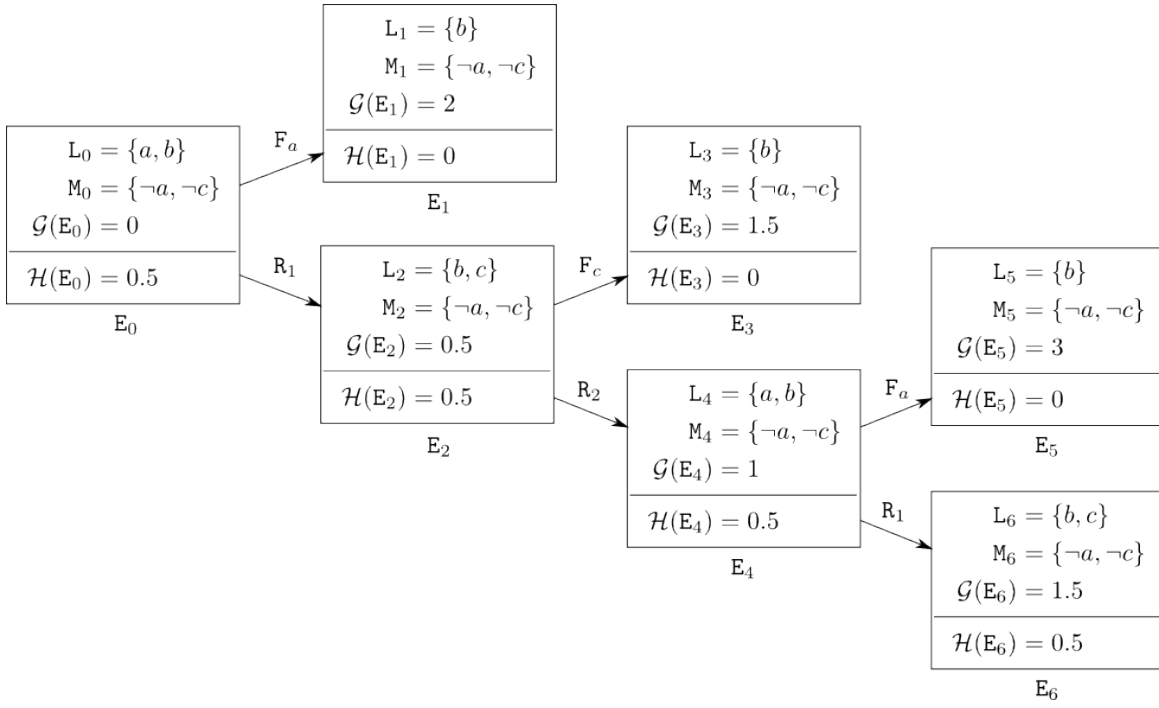 L₁ = {b}
M₁ = {¬a, ¬c}
𝒢(E₁) = 2
ℋ(E₁) = 0
E₁
Fₐ
L₀ = {a, b}
M₀ = {¬a, ¬c}
𝒢(E₀) = 0
ℋ(E₀) = 0.5
E₀
R₁
L₂ = {b, c}
M₂ = {¬a, ¬c}
𝒢(E₂) = 0.5
ℋ(E₂) = 0.5
E₂
F_c
L₃ = {b}
M₃ = {¬a, ¬c}
𝒢(E₃) = 1.5
ℋ(E₃) = 0
E₃
R₂
L₄ = {a, b}
M₄ = {¬a, ¬c}
𝒢(E₄) = 1
ℋ(E₄) = 0.5
E₄
Fₐ
L₅ = {b}
M₅ = {¬a, ¬c}
𝒢(E₅) = 3
ℋ(E₅) = 0
E₅
R₁
L₆ = {b, c}
M₆ = {¬a, ¬c}
𝒢(E₆) = 1.5
ℋ(E₆) = 0.5
E₆